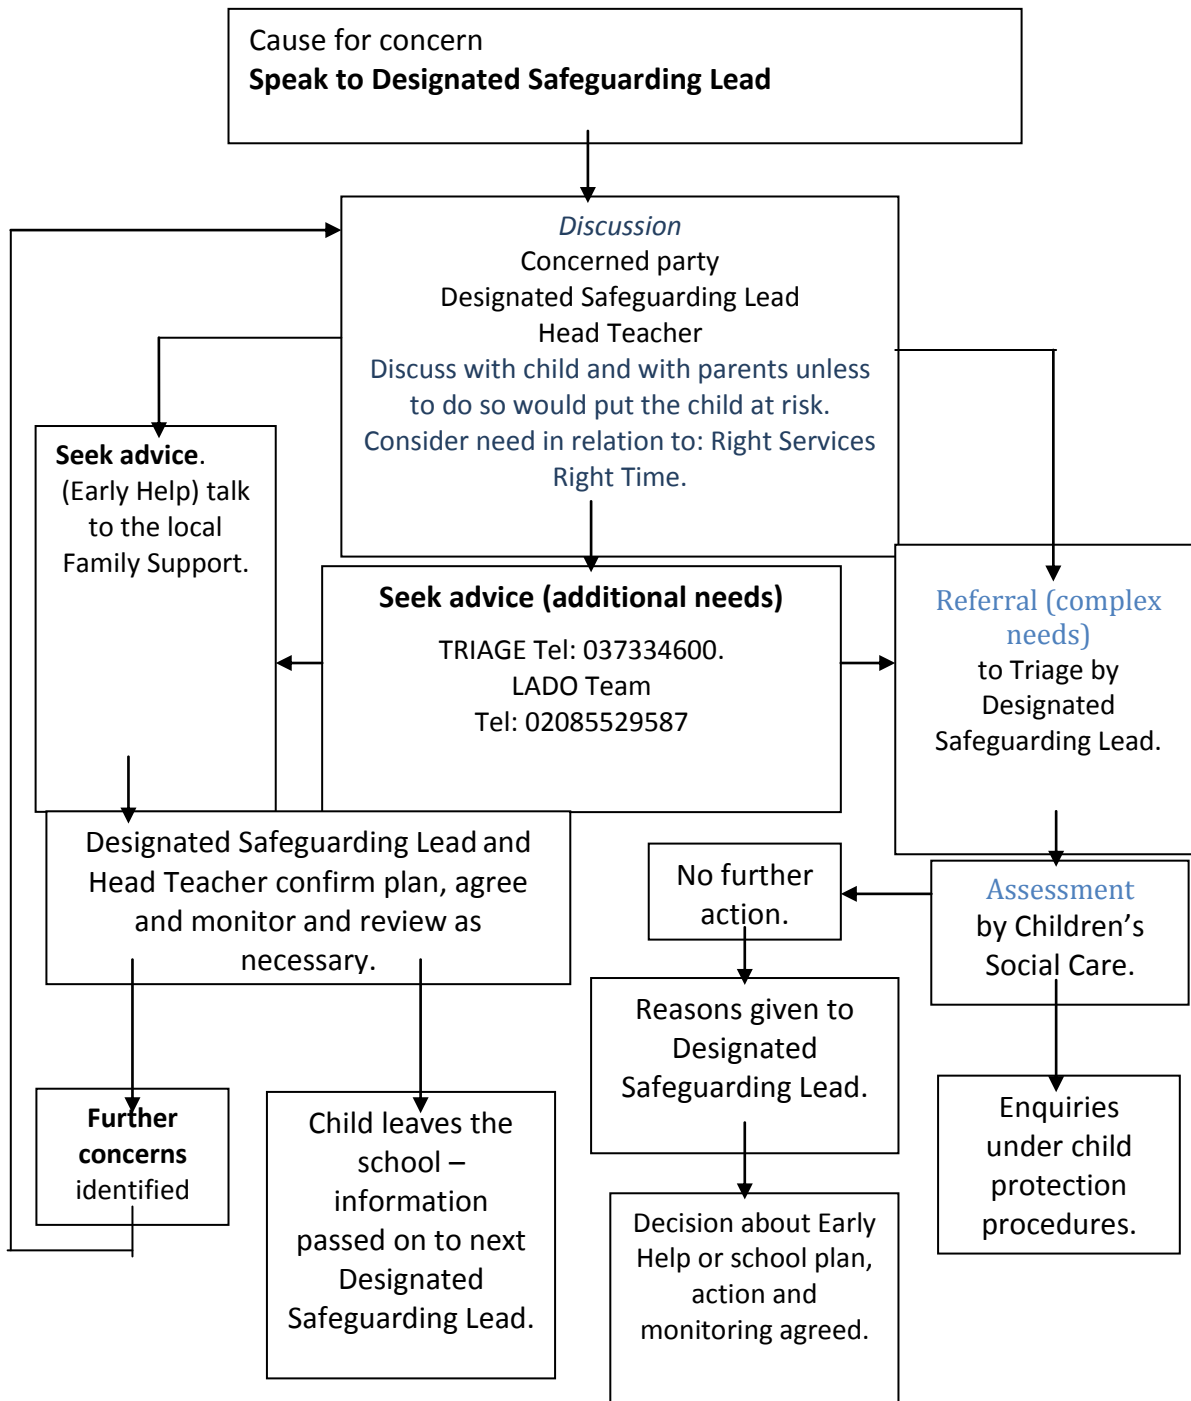 Cause for concern
Speak to Designated Safeguarding Lead
Discussion
Concerned party
Designated Safeguarding Lead
Head Teacher
Discuss with child and with parents unless
to do so would put the child at risk.
Consider need in relation to: Right Services
Right Time.
Seek advice.
(Early Help) talk
to the local
Family Support.
Seek advice (additional needs)
TRIAGE Tel: 037334600.
LADO Team
Tel: 02085529587
Referral (complex
needs)
to Triage by
Designated
Safeguarding Lead.
Designated Safeguarding Lead and
Head Teacher confirm plan, agree
and monitor and review as
necessary.
No further
action.
Assessment
by Children’s
Social Care.
Reasons given to
Designated
Safeguarding Lead.
Further
concerns
identified
Child leaves the
school –
information
passed on to next
Designated
Safeguarding Lead.
Enquiries
under child
protection
procedures.
Decision about Early
Help or school plan,
action and
monitoring agreed.